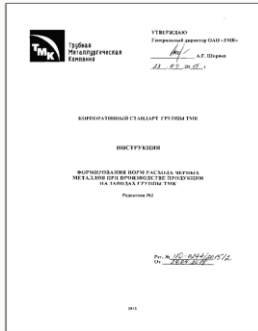 УТВЕРЖДАЮ
Генеральный директор ОАО «ТМК»
А.Г. Ширяев
ТМК
Трубная
Металлургическая
Компания
КОРПОРАТИВНЫЙ СТАНДАРТ ГРУППЫ ТМК
ИНСТРУКЦИЯ
ФОРМИРОВАНИЯ НОРМ РАСХОДА ЧЕРНЫХ
МЕТАЛЛОВ ПРИ ПРОИЗВОДСТВЕ ПРОДУКЦИИ
НА ЗАВОДАХ ГРУППЫ ТМК
Редакция №2
Рег. №
От
2015